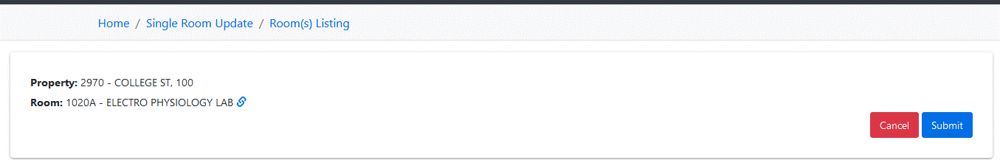 Home / Single Room Update / Room(s) Listing
Property: 2970 - COLLEGE ST, 100
Room: 1020A - ELECTRO PHYSIOLOGY LAB
Cancel Submit